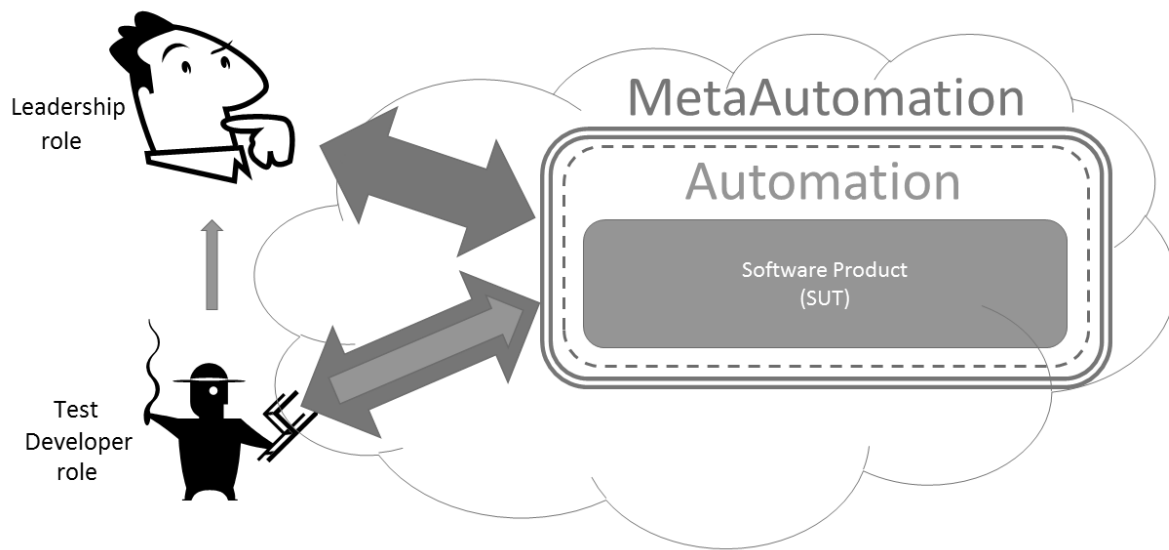 MetaAutomation
Leadership
role
Automation
Software Product
(SUT)
Test
Developer
role